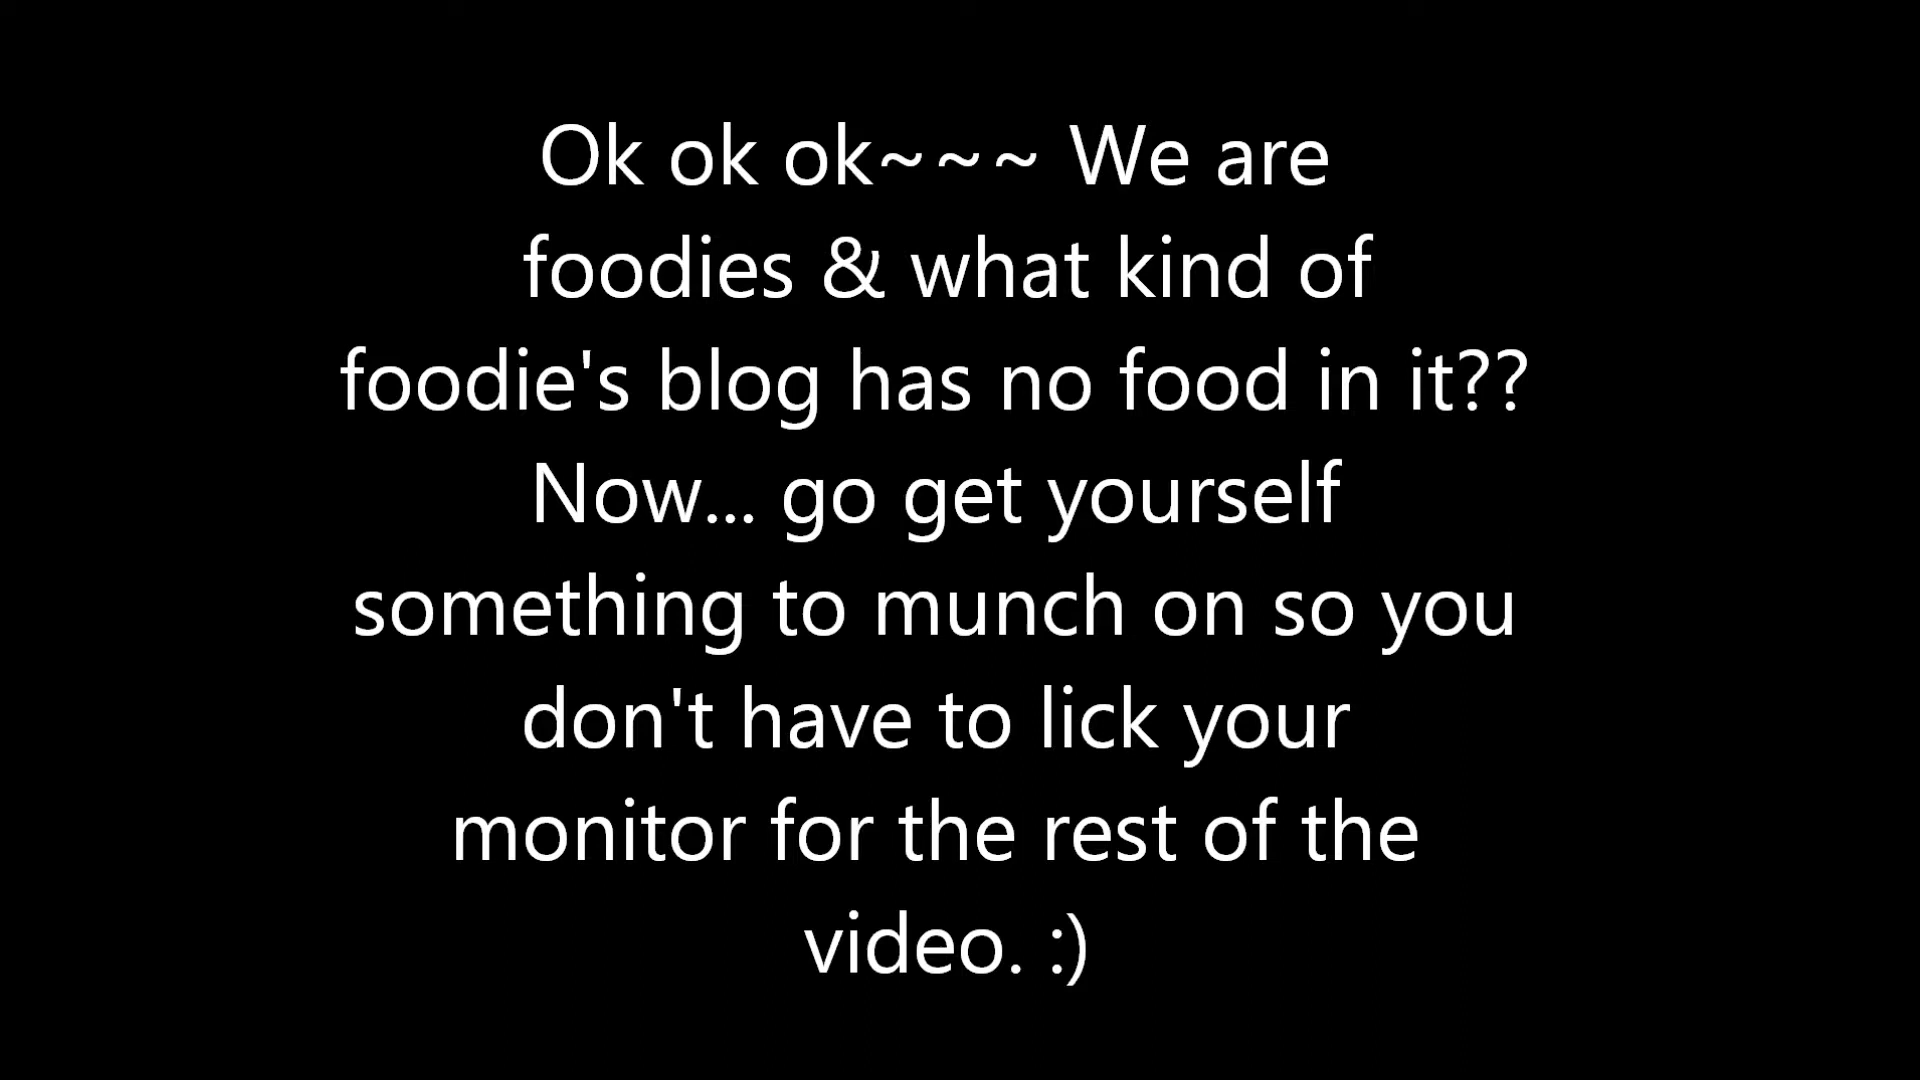 Ok ok ok~~~ We are
foodies & what kind of
foodie's blog has no food in it??
Now... go get yourself
something to munch on so you
don't have to lick your
monitor for the rest of the
video. :)